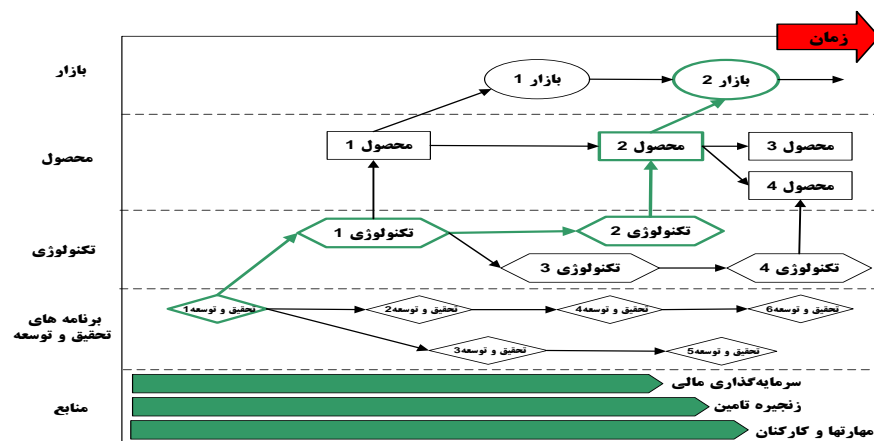 زمان
بازار
بازار 1
بازار 2
محصول
محصول 1
محصول 2
محصول 3
محصول 4
تکنولوژی
تکنولوژی 1
تکنولوژی 2
تکنولوژی 3
تکنولوژی 4
برنامه های
تحقیق و توسعه
تحقیق و توسعه1
تحقیق و توسعه2
تحقیق و توسعه4
تحقیق و توسعه6
تحقیق و توسعه3
تحقیق و توسعه5
منابع
سرمایه‌گذاری مالی
زنجیره تامین
مهارتها و کارکنان